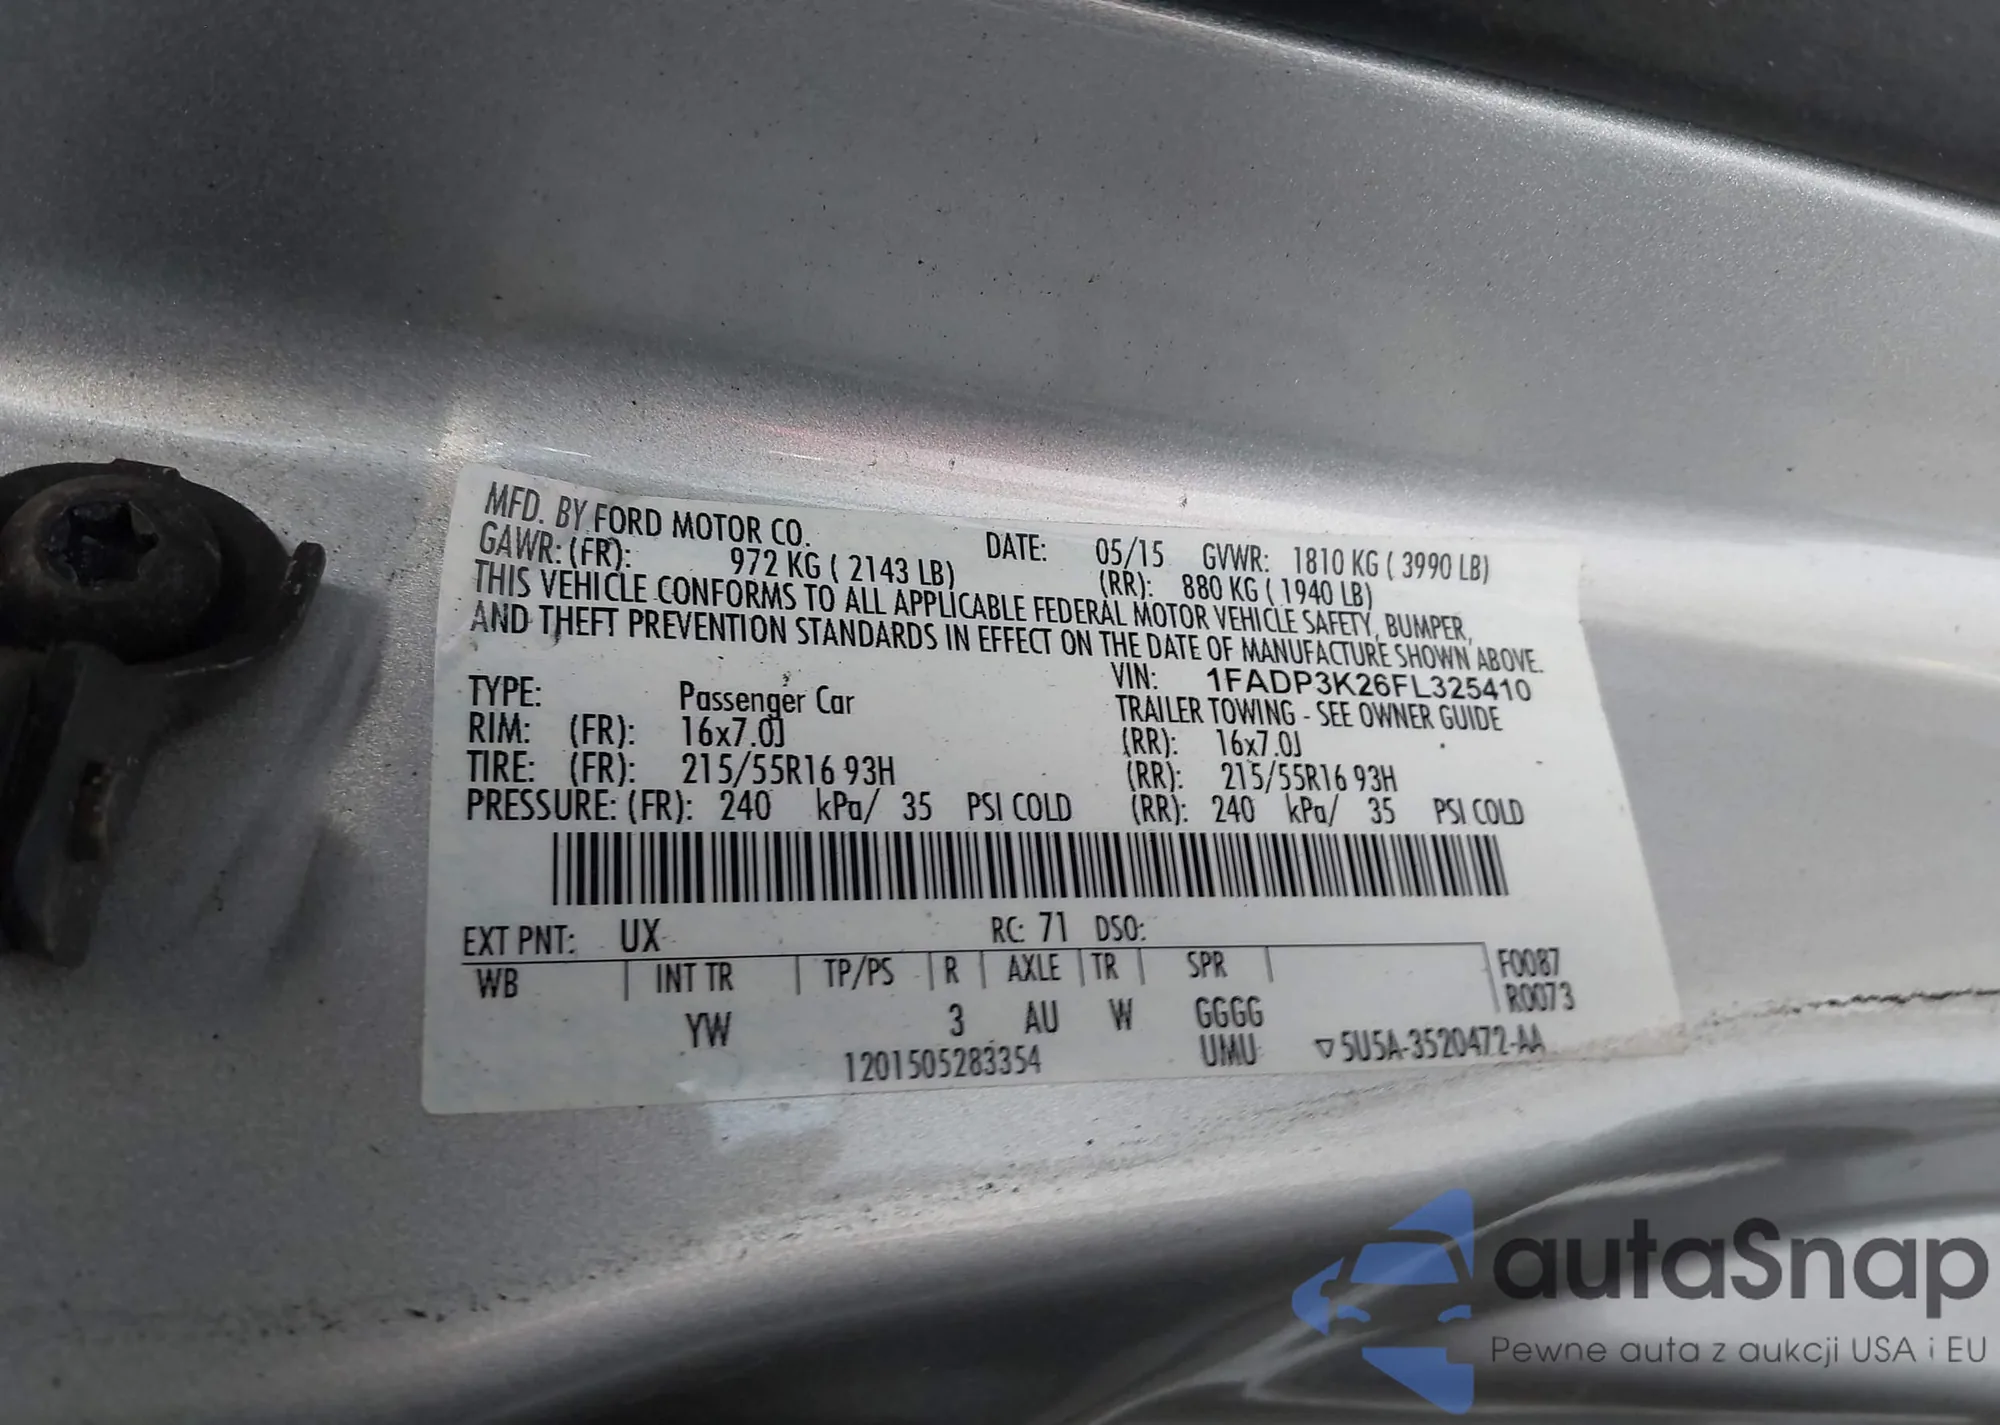 MFD. BY FORD MOTOR CO. DATE: 05/15 GVWR: 1810 KG ( 3990 LB)
GAWR: (FR): 972 KG ( 2143 LB) (RR): 880 KG ( 1940 LB)
THIS VEHICLE CONFORMS TO ALL APPLICABLE FEDERAL MOTOR VEHICLE SAFETY, BUMPER,
AND THEFT PREVENTION STANDARDS IN EFFECT ON THE DATE OF MANUFACTURE SHOWN ABOVE.
VIN: 1FADP3K26FL325410
TYPE: Passenger Car TRAILER TOWING - SEE OWNER GUIDE
RIM: (FR): 16x7.0J (RR): 16x7.0J
TIRE: (FR): 215/55R16 93H (RR): 215/55R16 93H
PRESSURE: (FR): 240 kPa/ 35 PSI COLD (RR): 240 kPa/ 35 PSI COLD
EXT PNT: UX RC: 71 DSO:
WB INT TR TP/PS R AXLE TR SPR F0087
R0073
YW 3 AU W GGGG
1201505283354 UMU ▽5U5A-3520472-AA
autaSnap
Pewne auta z aukcji USA i EU